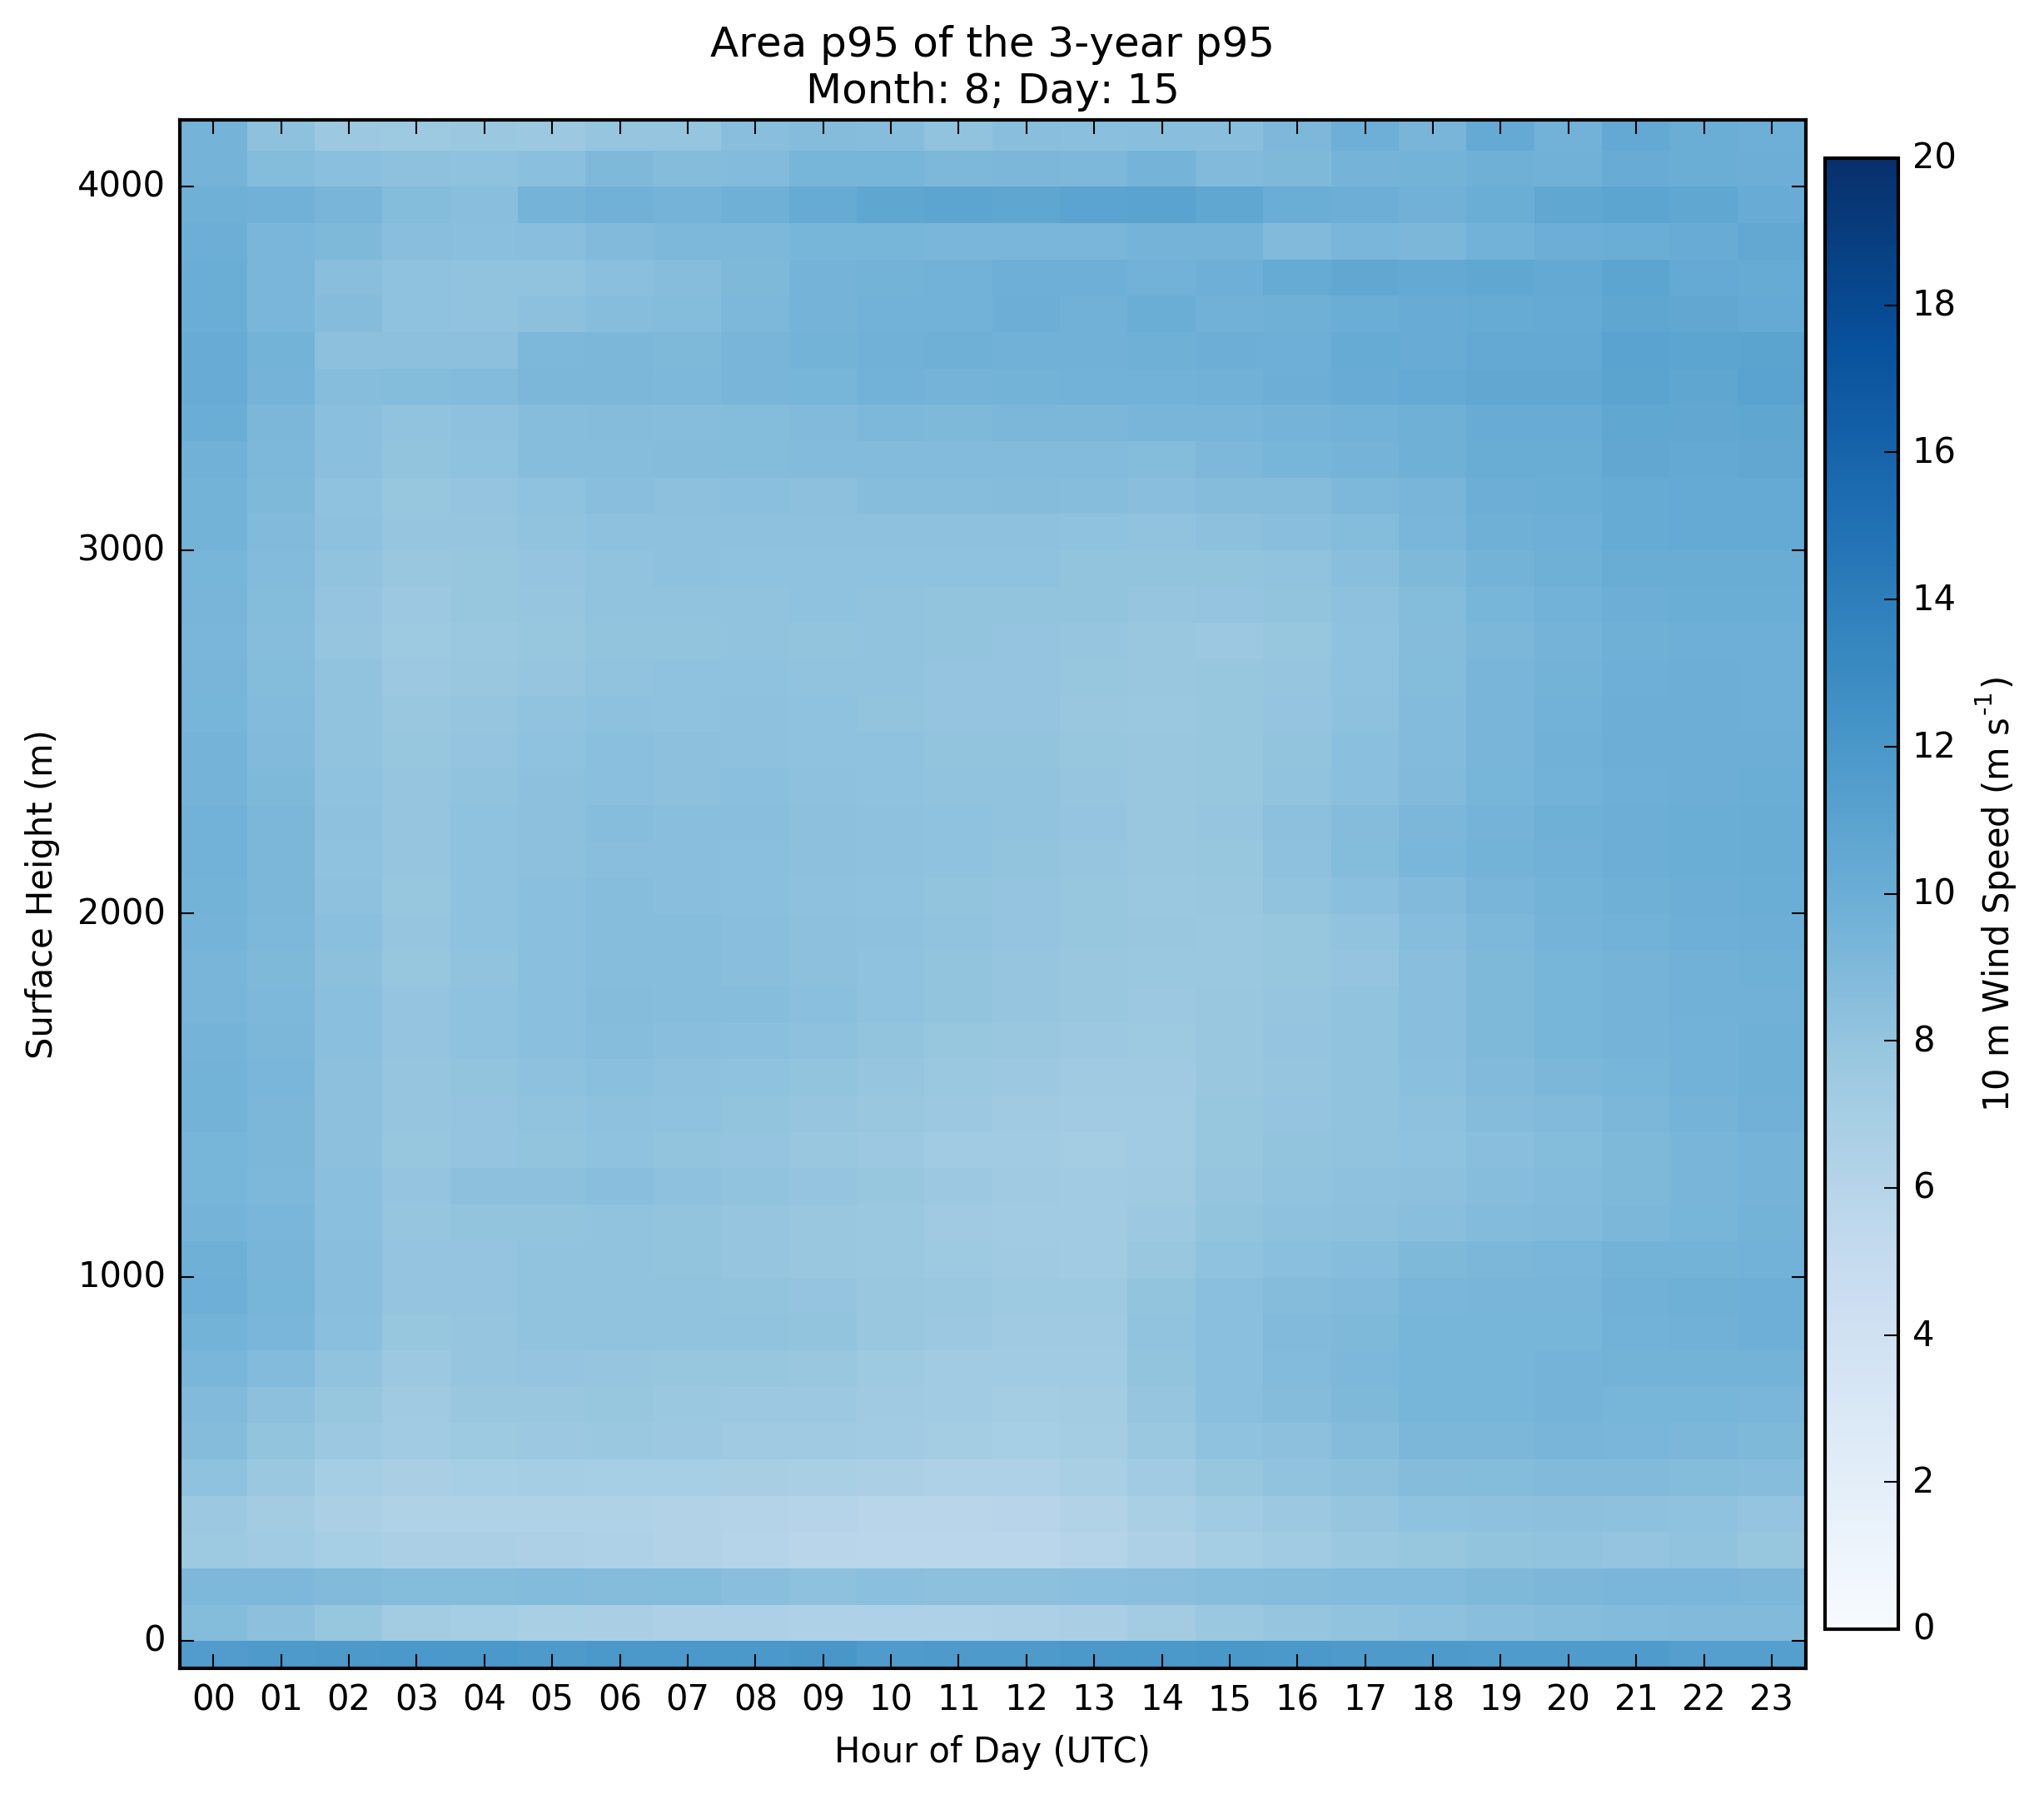 Area p95 of the 3-year p95
Month: 8; Day: 15
4000
3000
2000
1000
0
Surface Height (m)
00 01 02 03 04 05 06 07 08 09 10 11 12 13 14 15 16 17 18 19 20 21 22 23
Hour of Day (UTC)
20
18
16
14
12
10
8
6
4
2
0
10 m Wind Speed (m s⁻¹)